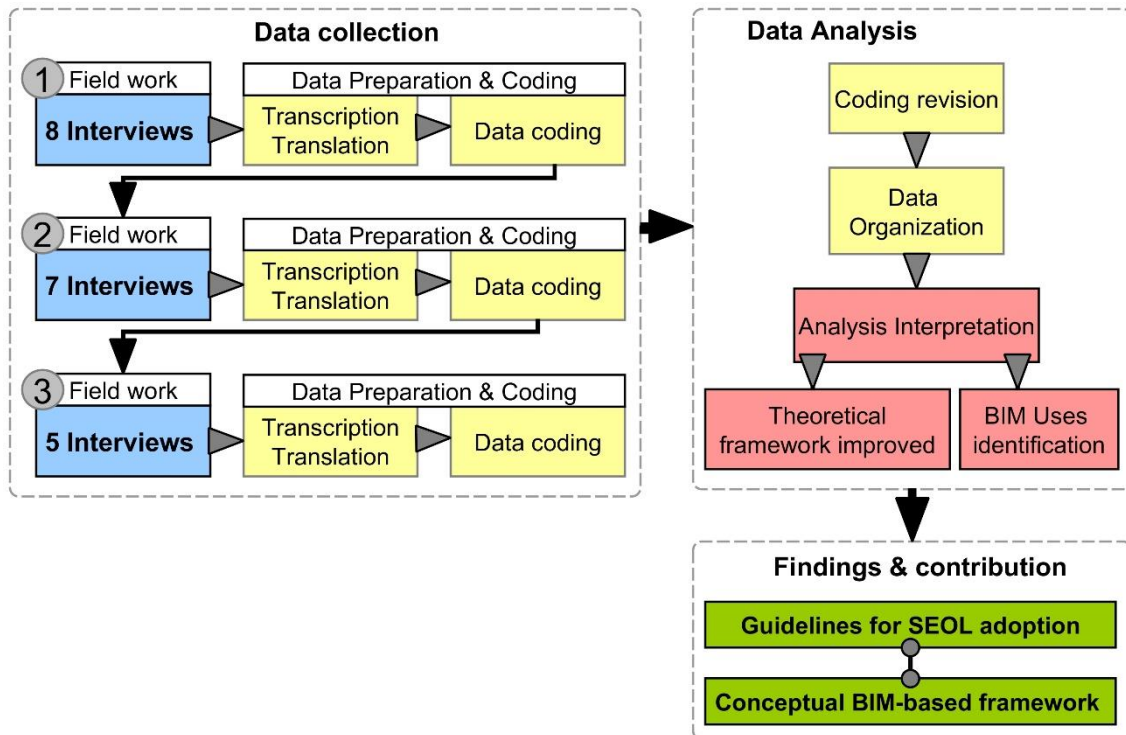 Data collection
1
Field work
8 Interviews
Data Preparation & Coding
Transcription
Translation
Data coding
2
Field work
7 Interviews
Data Preparation & Coding
Transcription
Translation
Data coding
3
Field work
5 Interviews
Data Preparation & Coding
Transcription
Translation
Data coding
Data Analysis
Coding revision
Data
Organization
Analysis Interpretation
Theoretical
framework improved
BIM Uses
identification
Findings & contribution
Guidelines for SEOL adoption
Conceptual BIM-based framework